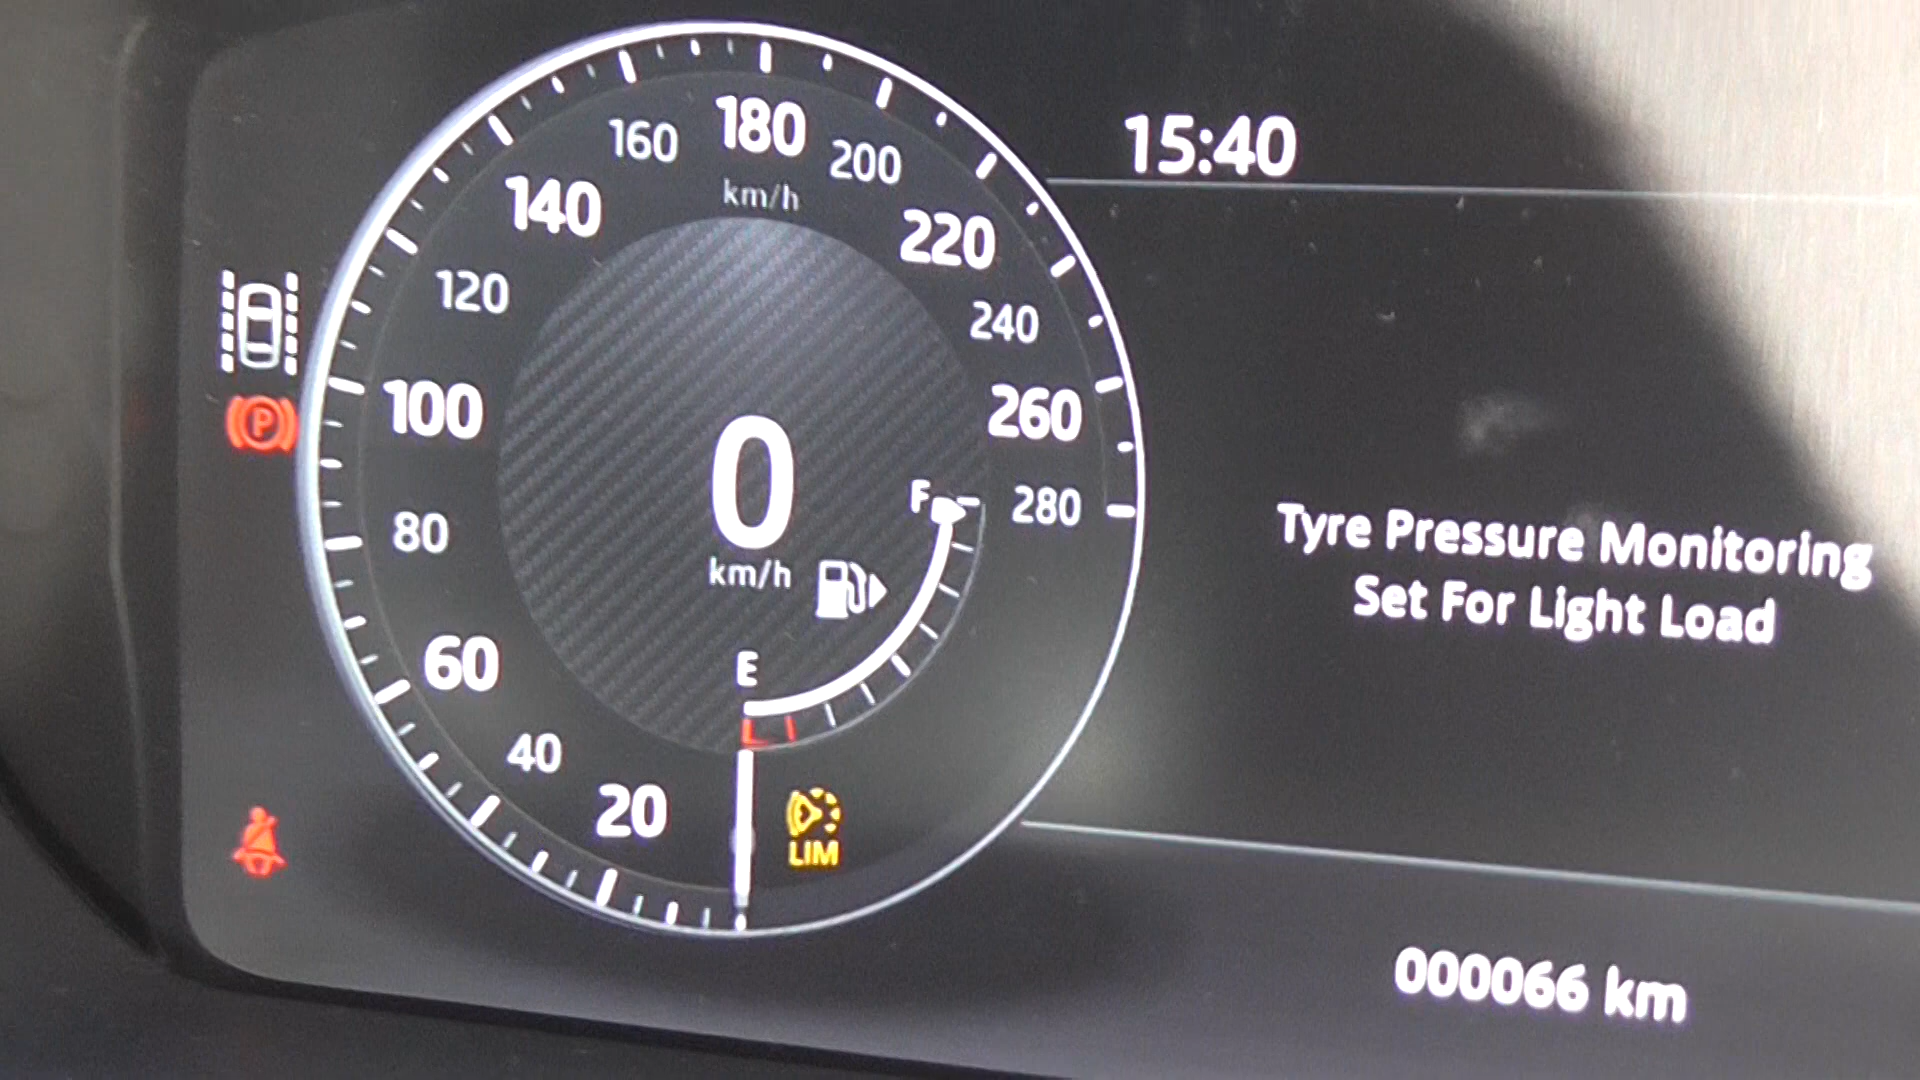 15:40
180
160
200
km/h
140
220
120
240
100
260
0
F
280
80
km/h
E
60
40
20
LIM
P
Tyre Pressure Monitoring
Set For Light Load
000066 km